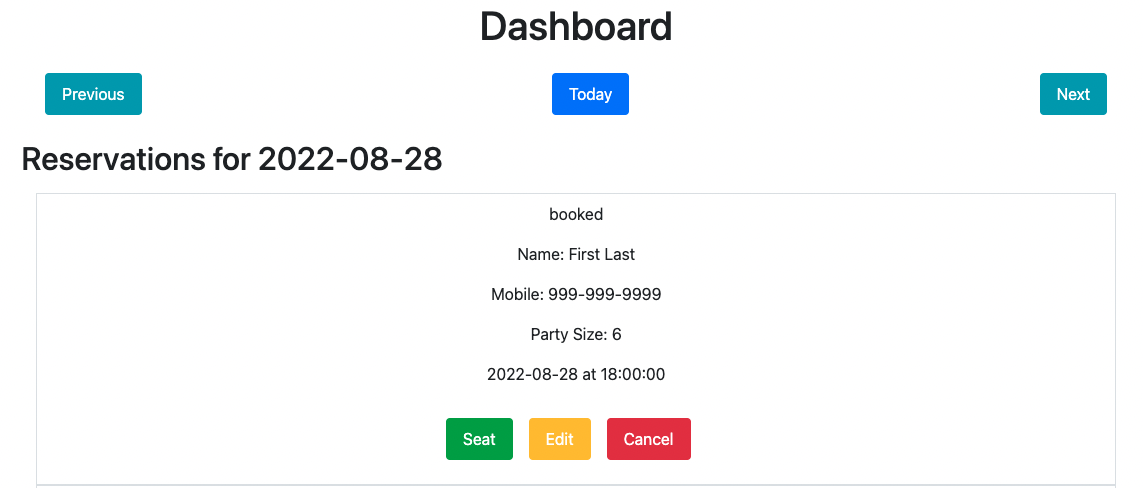 Dashboard
Previous Today Next
Reservations for 2022-08-28
booked
Name: First Last
Mobile: 999-999-9999
Party Size: 6
2022-08-28 at 18:00:00
Seat Edit Cancel